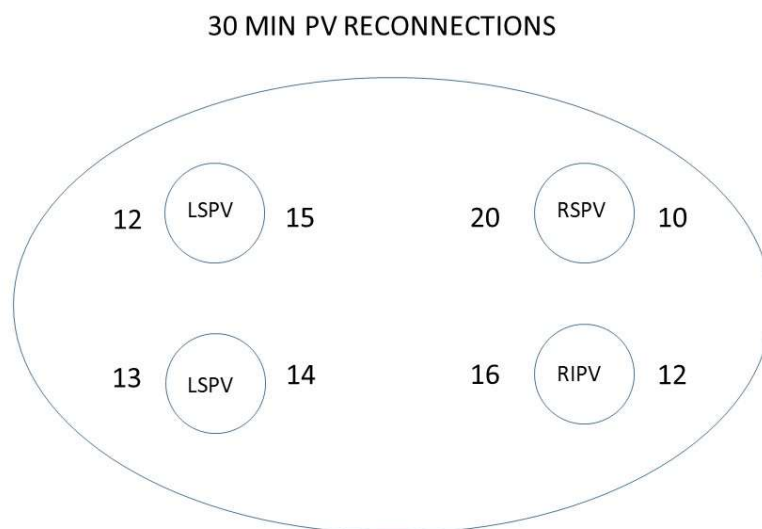 30 MIN PV RECONNECTIONS
12 LSPV 15 20 RSPV 10
13 LSPV 14 16 RIPV 12